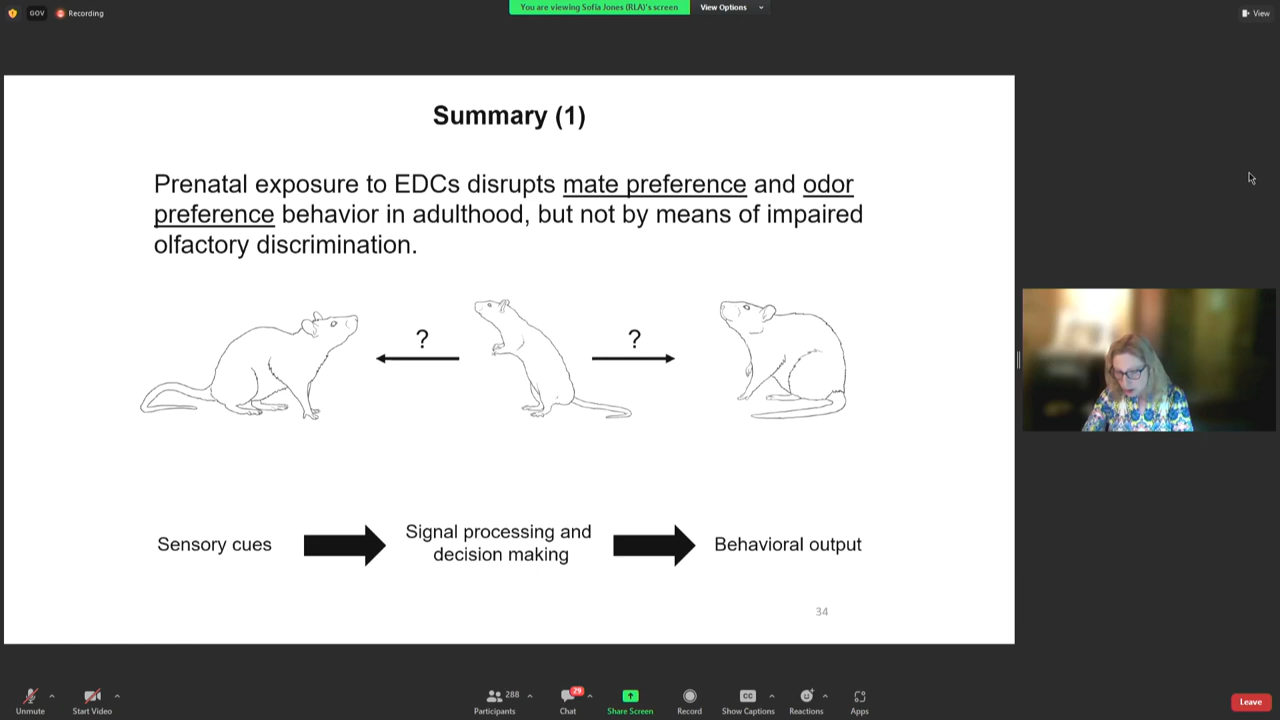 GOV
Recording
You are viewing Sofia Jones (RLA)'s screen
View Options
View
Summary (1)
Prenatal exposure to EDCs disrupts mate preference and odor
preference behavior in adulthood, but not by means of impaired
olfactory discrimination.
? ?
Sensory cues
Signal processing and
decision making
Behavioral output
34
Unmute
Start Video
288
Participants
29
Chat
Share Screen
Record
CC
Show Captions
Reactions
Apps
Leave